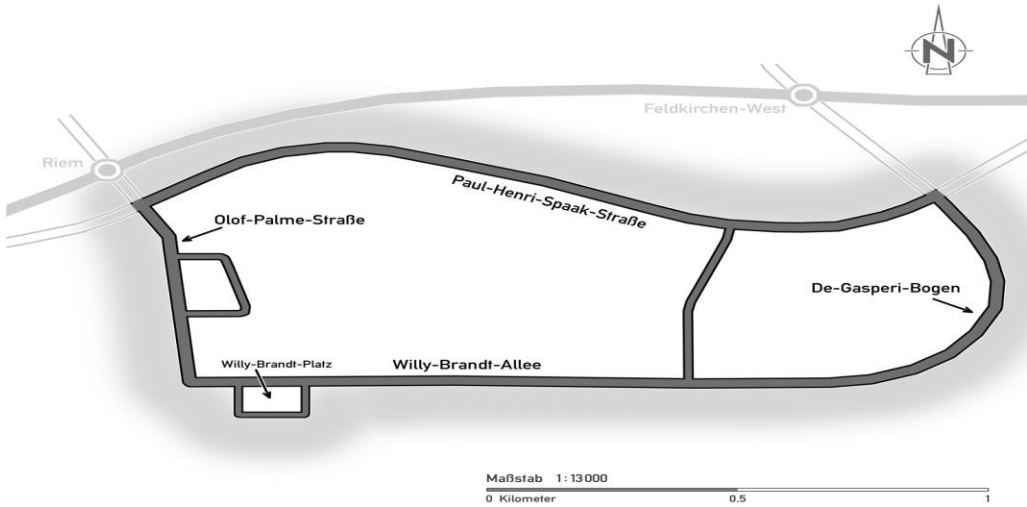 N
Feldkirchen-West
Riem
Paul-Henri-Spaak-Straße
Olof-Palme-Straße
De-Gasperi-Bogen
Willy-Brandt-Platz
Willy-Brandt-Allee
Maßstab 1:13000
0 Kilometer 0.5 1